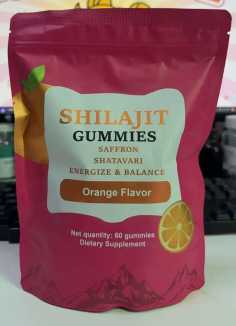 SHILAJIT
GUMMIES
SAFFRON
SHATAVARI
ENERGIZE & BALANCE
Orange Flavor
Net quantity: 60 gummies
Dietary Supplement